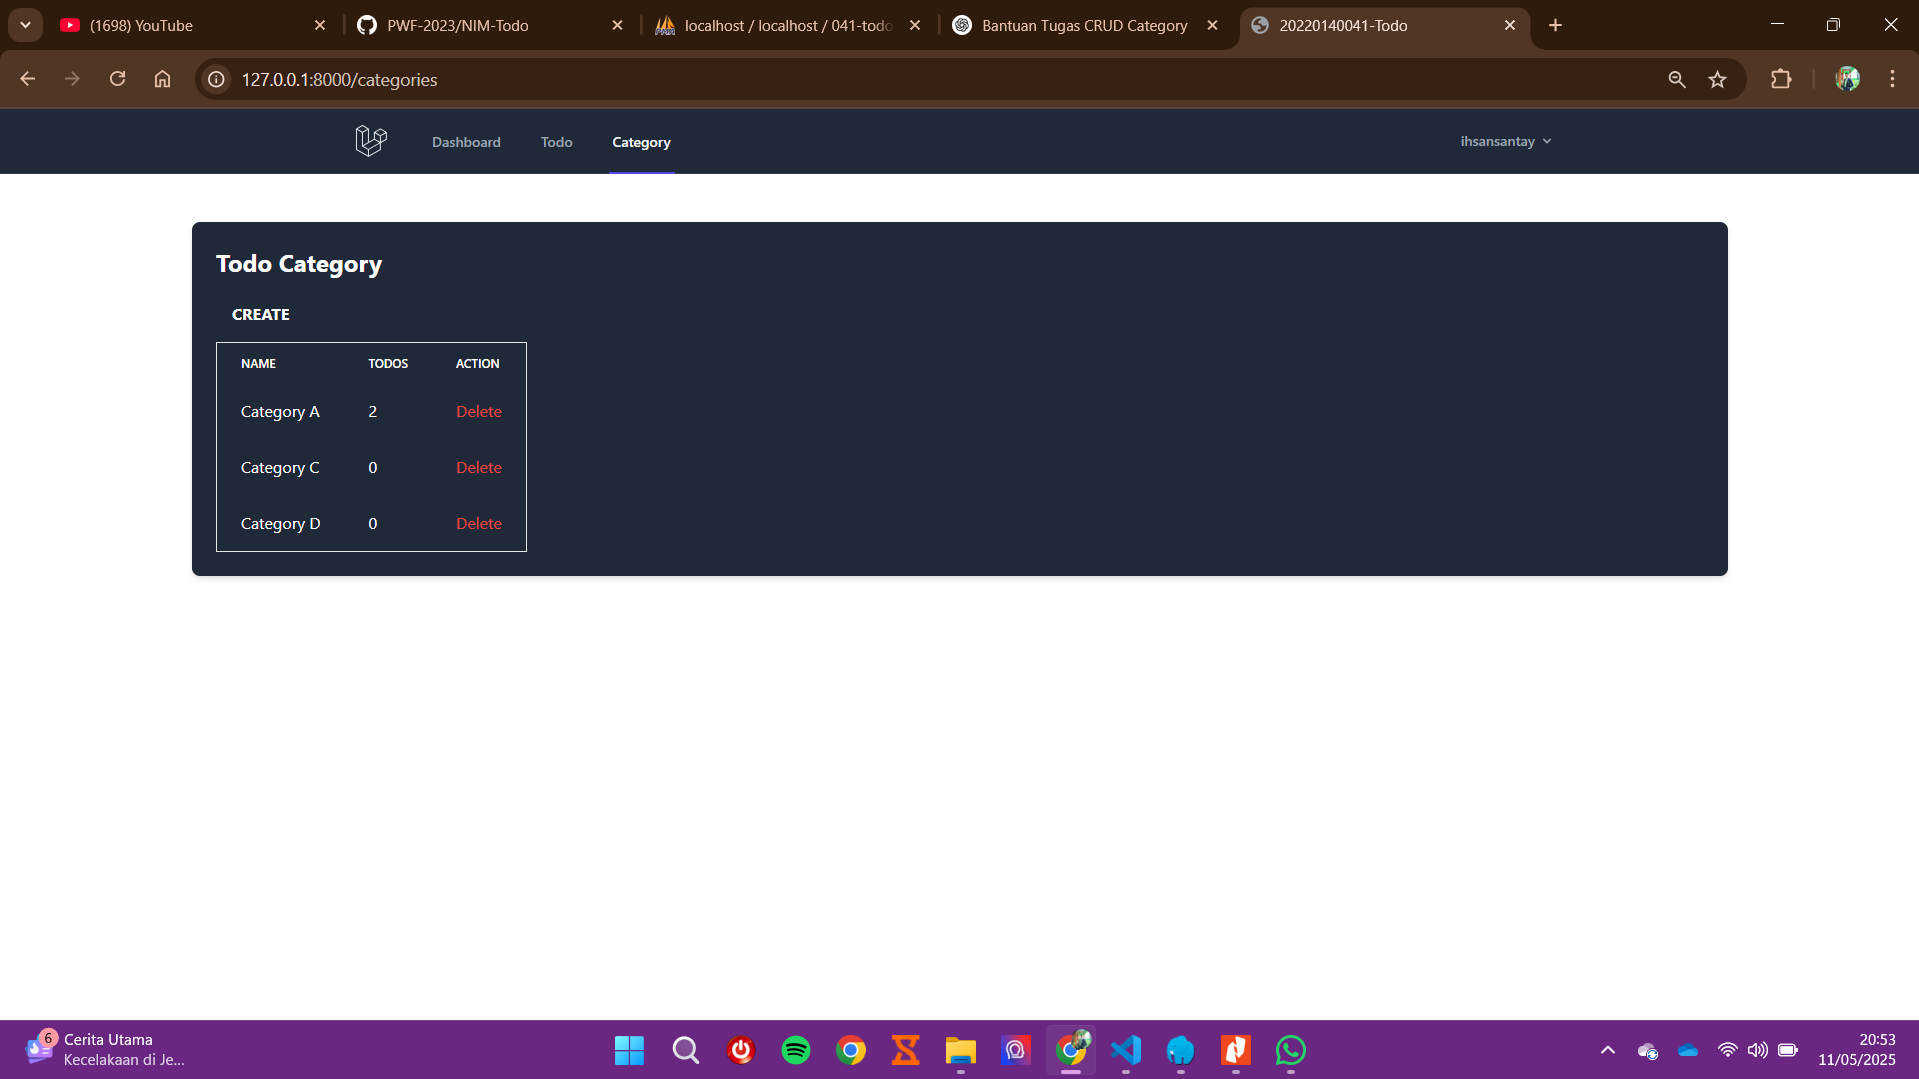 (1698) YouTube
PWF-2023/NIM-Todo
localhost / localhost / 041-todo
Bantuan Tugas CRUD Category
20220140041-Todo
127.0.0.1:8000/categories
Dashboard Todo Category ihsansantay
Todo Category
CREATE
NAME TODOS ACTION
Category A 2 Delete
Category C 0 Delete
Category D 0 Delete
6
Cerita Utama
Kecelakaan di Je...
20:53
11/05/2025